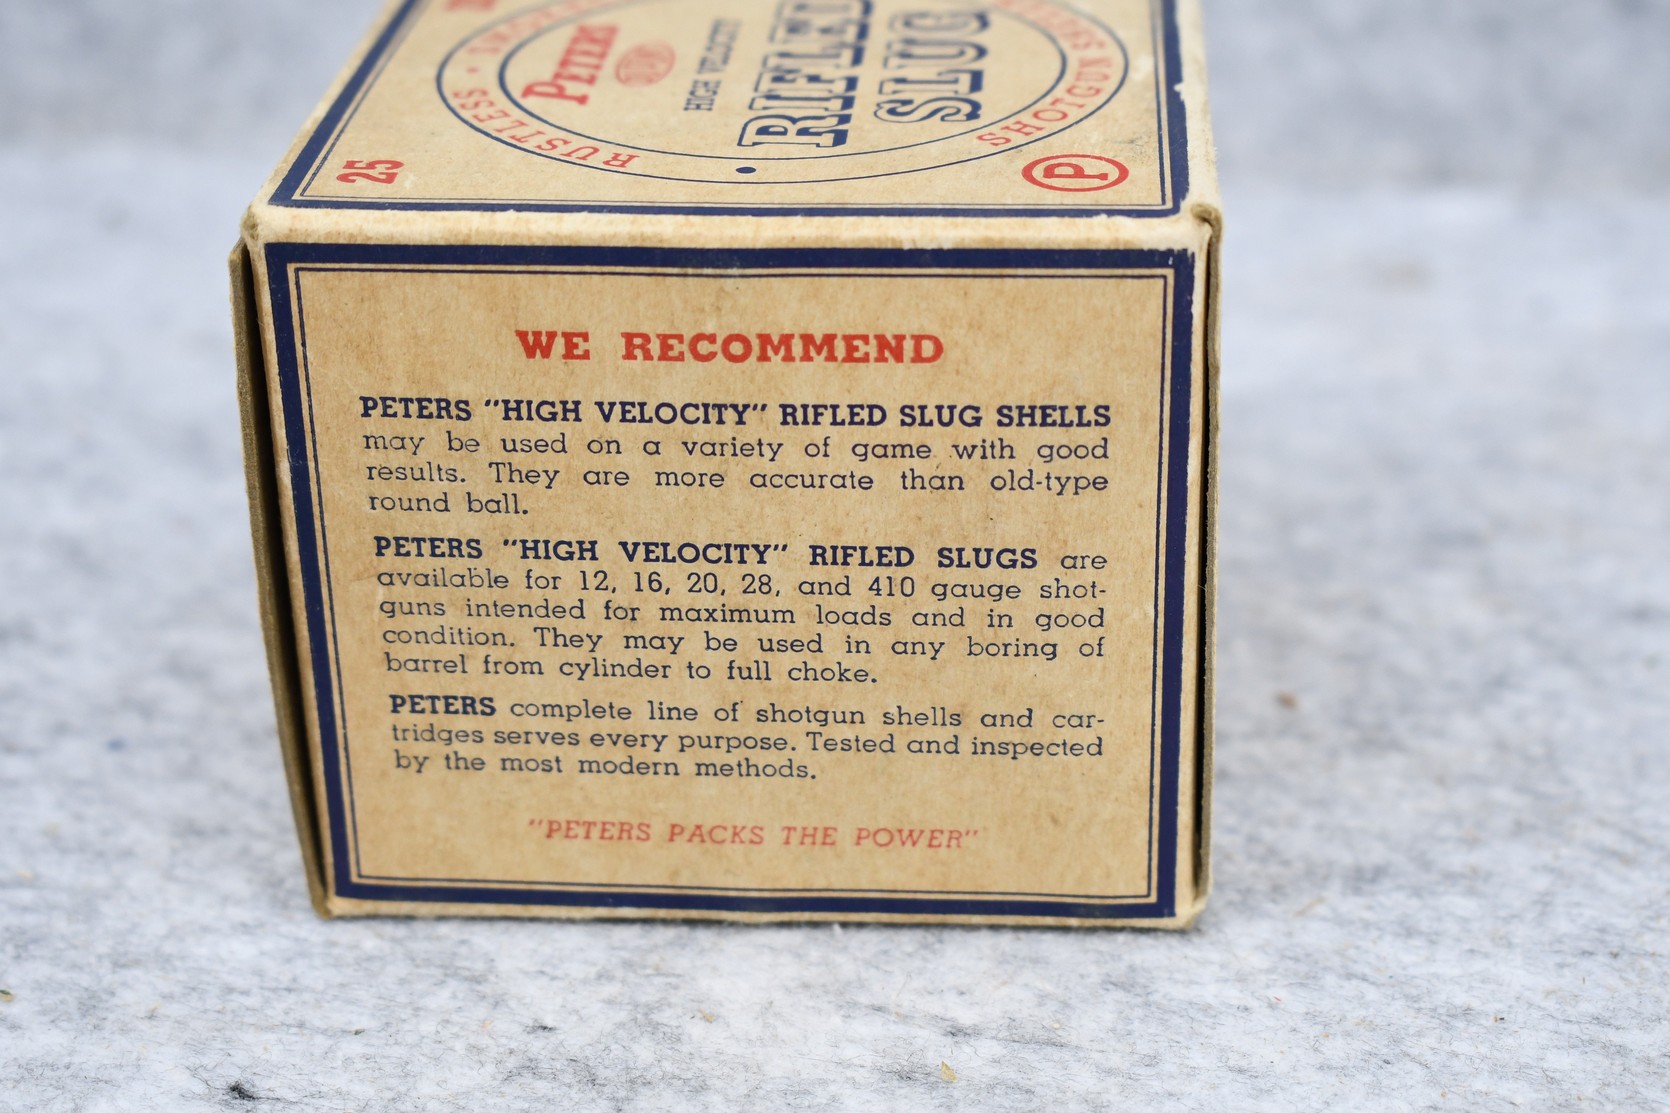 25
RUSTLESS
PETERS
DUPONT
HIGH VELOCITY
RIFLED
SLUG
SHOTGUN SHELLS
P
WE RECOMMEND
PETERS "HIGH VELOCITY" RIFLED SLUG SHELLS
may be used on a variety of game with good
results. They are more accurate than old-type
round ball.
PETERS "HIGH VELOCITY" RIFLED SLUGS are
available for 12, 16, 20, 28, and 410 gauge shot-
guns intended for maximum loads and in good
condition. They may be used in any boring of
barrel from cylinder to full choke.
PETERS complete line of shotgun shells and car-
tridges serves every purpose. Tested and inspected
by the most modern methods.
"PETERS PACKS THE POWER"